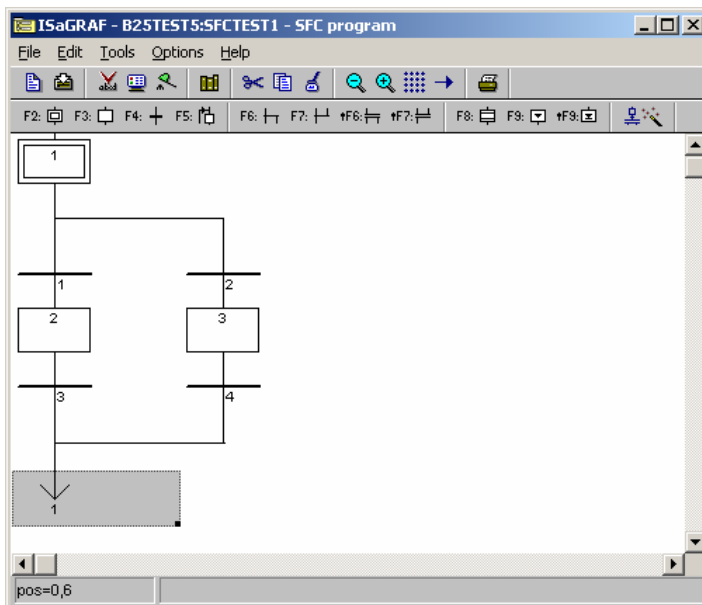 ISaGRAF - B25TEST5:SFCTEST1 - SFC program
File Edit Tools Options Help
F2: F3: F4: F5: F6: F7: ↑F6: ↑F7: F8: F9: ↑F9:
1
1 2
2 3
3 4
1
pos=0,6